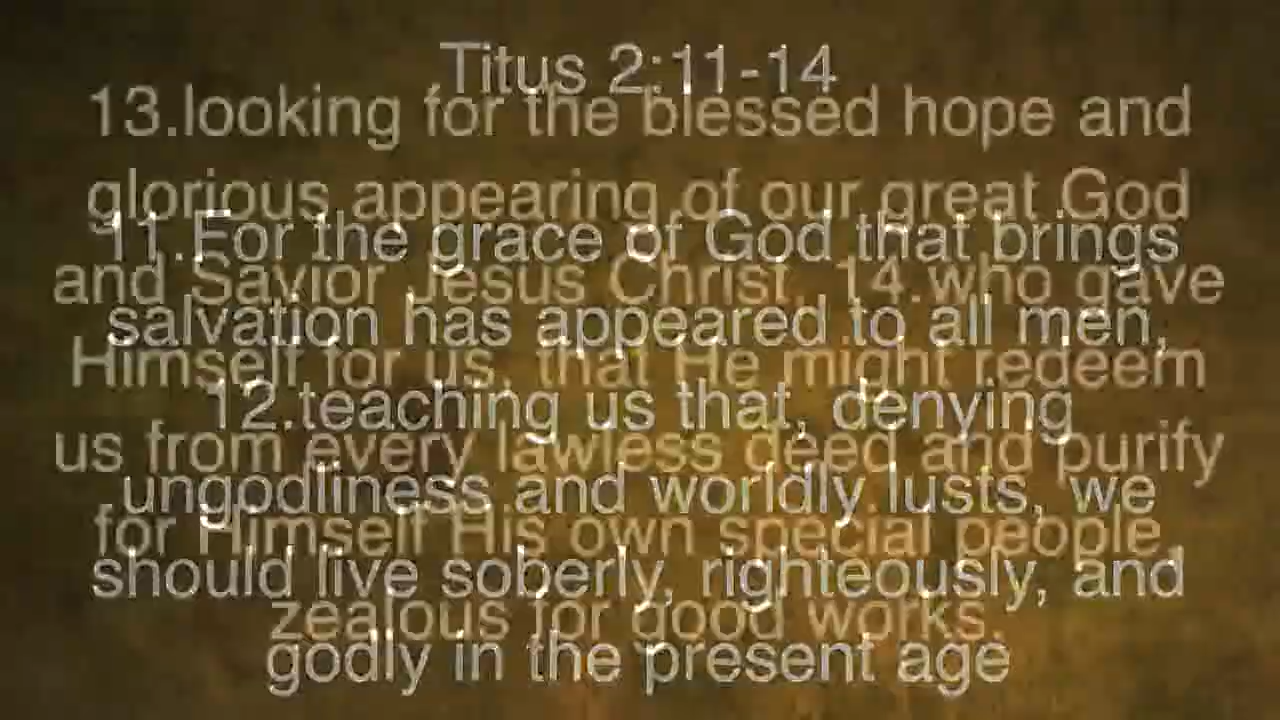 Titus 2:11-14
11.For the grace of God that brings
salvation has appeared to all men,
12.teaching us that, denying
ungodliness and worldly lusts, we
should live soberly, righteously, and
godly in the present age
13.looking for the blessed hope and
glorious appearing of our great God
and Savior Jesus Christ, 14.who gave
Himself for us, that He might redeem
us from every lawless deed and purify
for Himself His own special people,
zealous for good works.